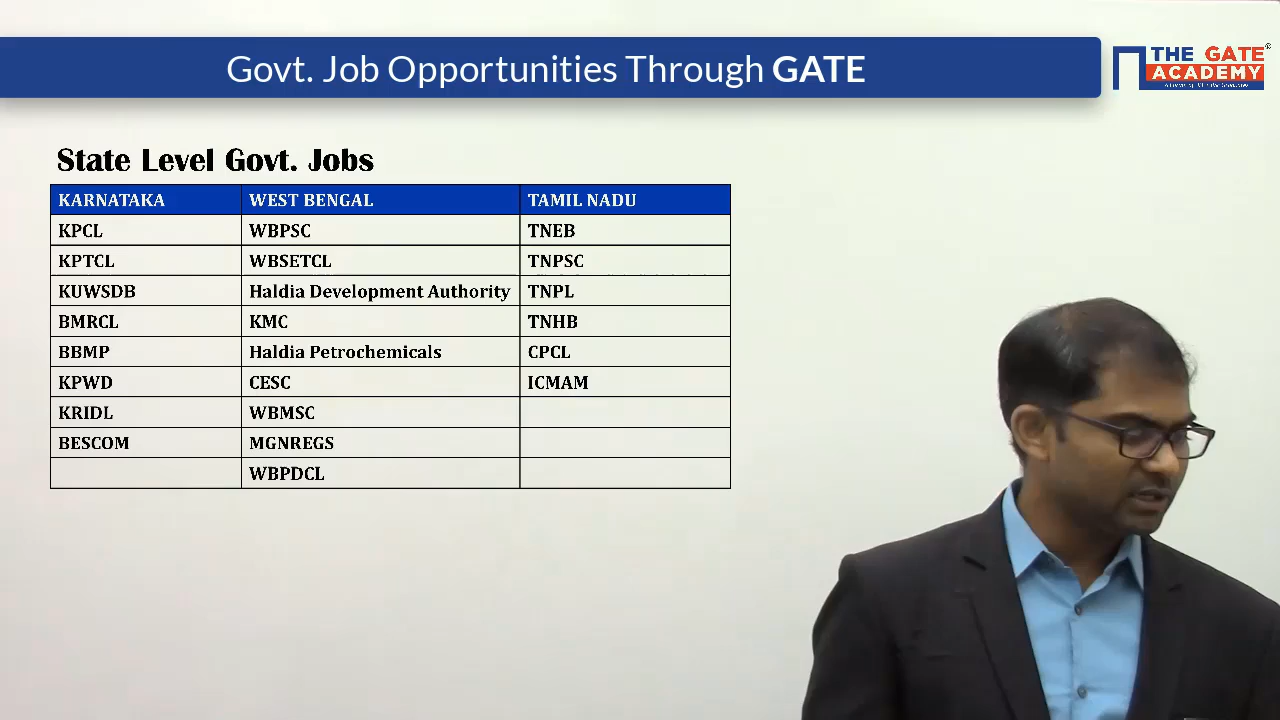 Govt. Job Opportunities Through GATE
THE GATE
ACADEMY
State Level Govt. Jobs
KARNATAKA WEST BENGAL TAMIL NADU
KPCL WBPSC TNEB
KPTCL WBSETCL TNPSC
KUWSDB Haldia Development Authority TNPL
BMRCL KMC TNHB
BBMP Haldia Petrochemicals CPCL
KPWD CESC ICMAM
KRIDL WBMSC
BESCOM MGNREGS
WBPDCL